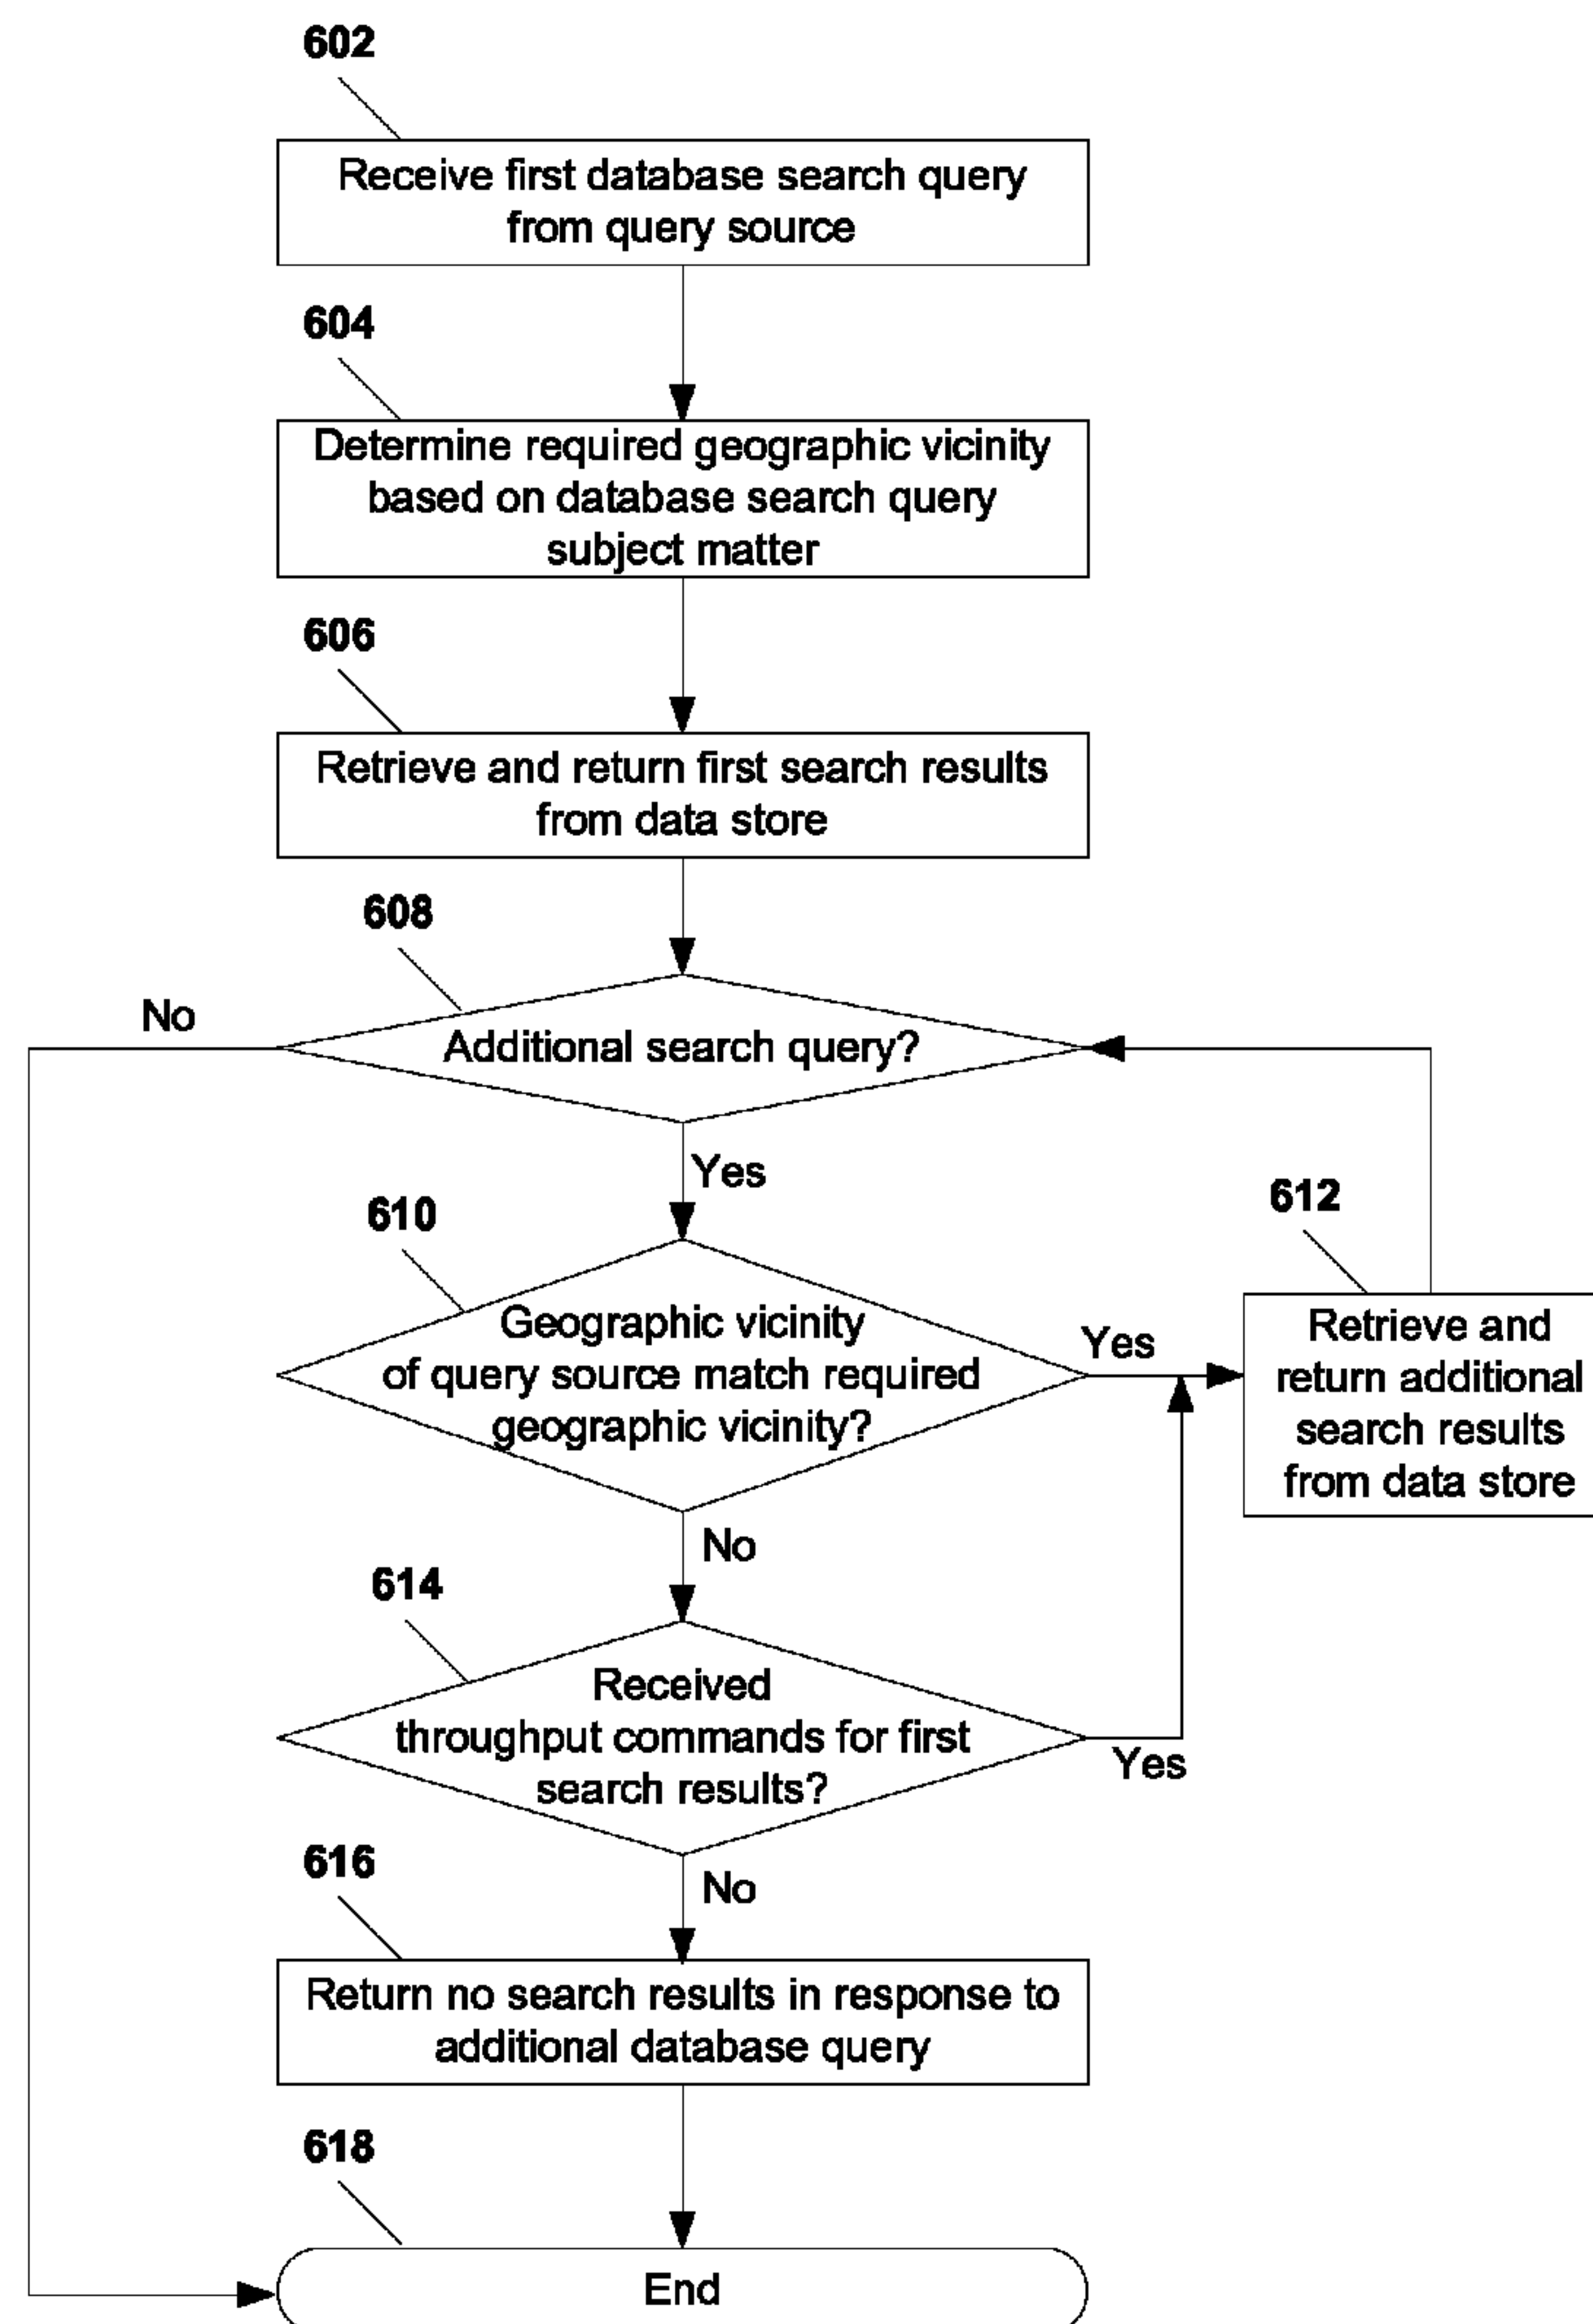 602
Receive first database search query
from query source
604
Determine required geographic vicinity
based on database search query
subject matter
606
Retrieve and return first search results
from data store
608
No
Additional search query?
Yes
610
612
Geographic vicinity
of query source match required
geographic vicinity?
Yes
Retrieve and
return additional
search results
from data store
No
614
Received
throughput commands for first
search results?
Yes
616
No
Return no search results in response to
additional database query
618
End